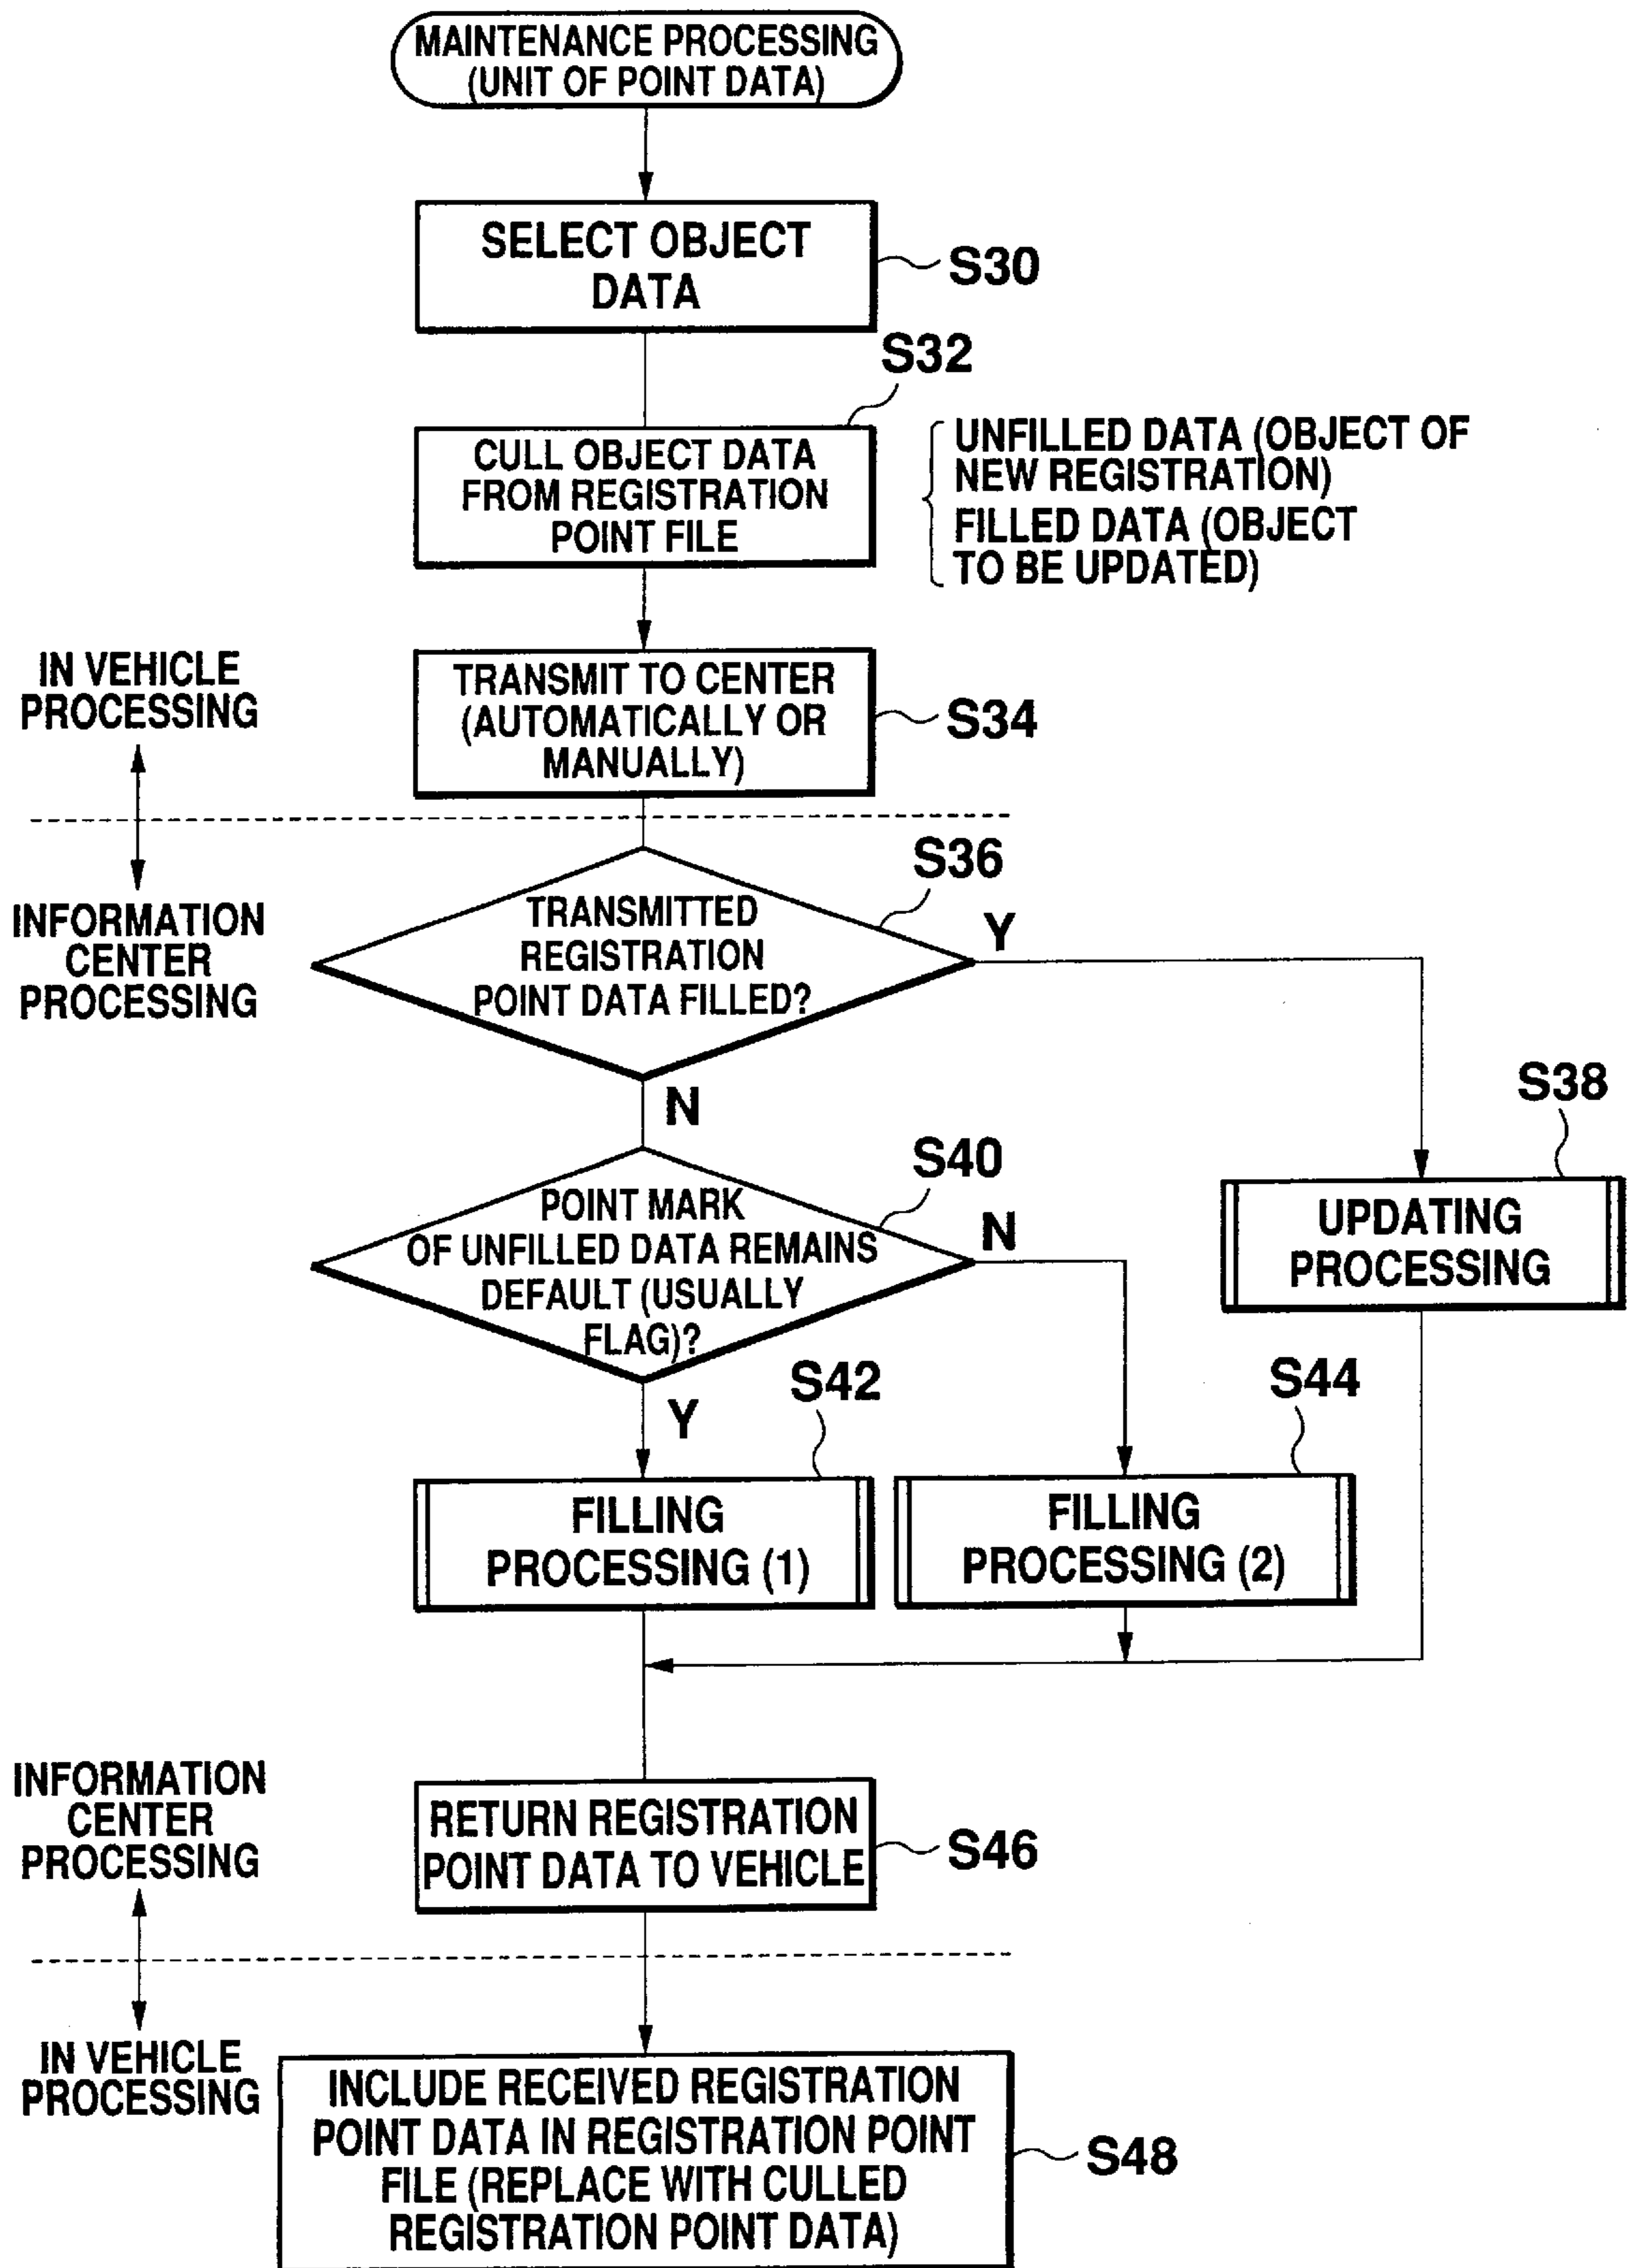 MAINTENANCE PROCESSING
(UNIT OF POINT DATA)
SELECT OBJECT
DATA
S30
S32
CULL OBJECT DATA
FROM REGISTRATION
POINT FILE
UNFILLED DATA (OBJECT OF
NEW REGISTRATION)
FILLED DATA (OBJECT
TO BE UPDATED)
IN VEHICLE
PROCESSING
TRANSMIT TO CENTER
(AUTOMATICALLY OR
MANUALLY)
S34
INFORMATION
CENTER
PROCESSING
S36
TRANSMITTED
REGISTRATION
POINT DATA FILLED?
Y
N
S38
UPDATING
PROCESSING
S40
POINT MARK
OF UNFILLED DATA REMAINS
DEFAULT (USUALLY
FLAG)?
N
Y
S42
FILLING
PROCESSING (1)
S44
FILLING
PROCESSING (2)
INFORMATION
CENTER
PROCESSING
RETURN REGISTRATION
POINT DATA TO VEHICLE
S46
IN VEHICLE
PROCESSING
INCLUDE RECEIVED REGISTRATION
POINT DATA IN REGISTRATION POINT
FILE (REPLACE WITH CULLED
REGISTRATION POINT DATA)
S48